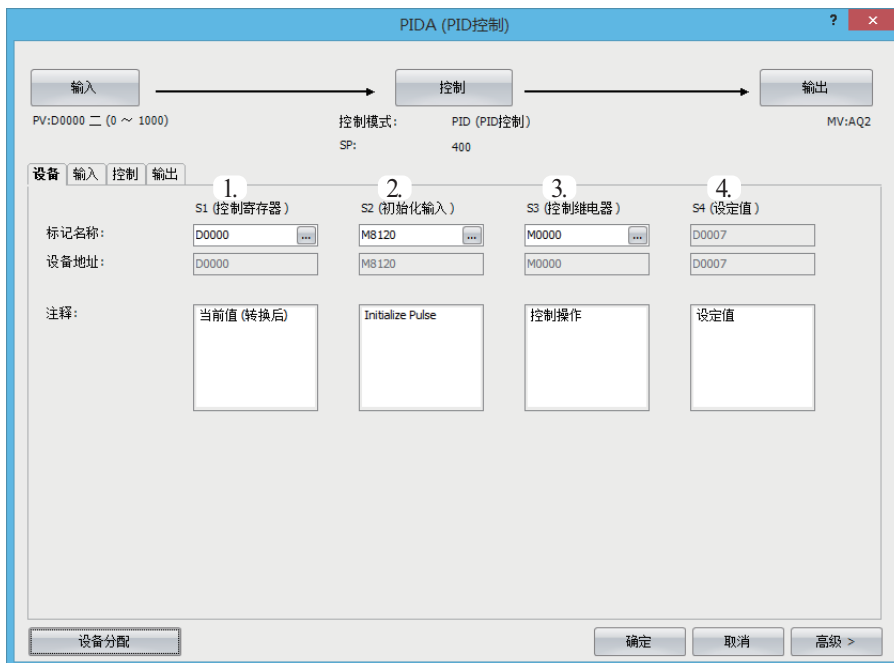 PIDA (PID控制)
? ×
输入 控制 输出
PV:D0000 二 (0 ～ 1000) 控制模式: PID (PID控制) MV:AQ2
SP: 400
设备 输入 控制 输出
1. 2. 3. 4.
S1 (控制寄存器) S2 (初始化输入) S3 (控制继电器) S4 (设定值)
标记名称: D0000 ... M8120 ... M0000 ... D0007
设备地址: D0000 M8120 M0000 D0007
注释: 当前值 (转换后) Initialize Pulse 控制操作 设定值
设备分配 确定 取消 高级 >